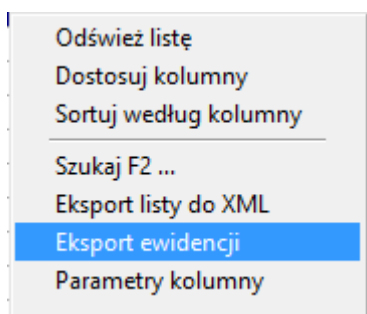 Odśwież listę
Dostosuj kolumny
Sortuj według kolumny
Szukaj F2 ...
Eksport listy do XML
Eksport ewidencji
Parametry kolumny